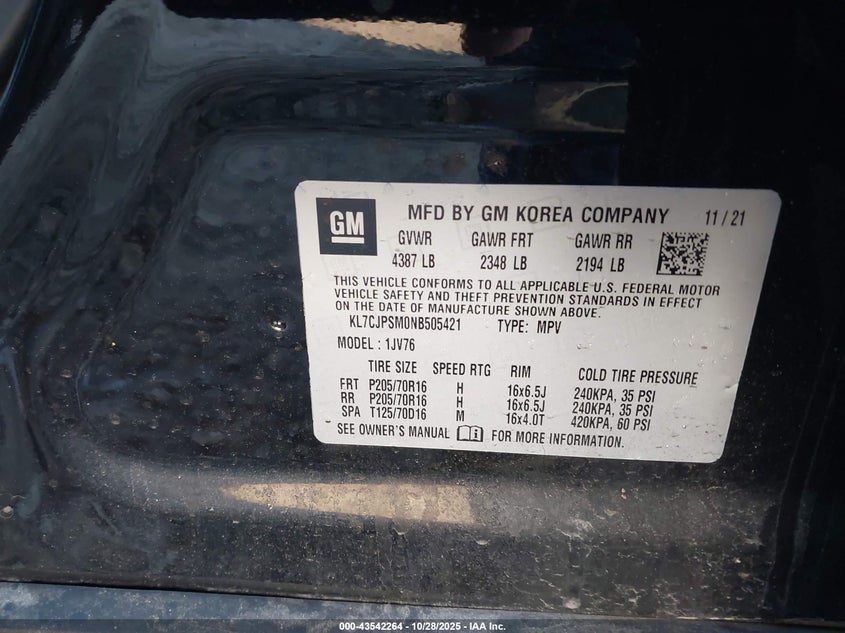 GM
MFD BY GM KOREA COMPANY 11/21
GVWR GAWR FRT GAWR RR
4387 LB 2348 LB 2194 LB
THIS VEHICLE CONFORMS TO ALL APPLICABLE U.S. FEDERAL MOTOR
VEHICLE SAFETY AND THEFT PREVENTION STANDARDS IN EFFECT
ON THE DATE OF MANUFACTURE SHOWN ABOVE.
KL7CJPSM0NB505421 TYPE: MPV
MODEL : 1JV76
TIRE SIZE SPEED RTG RIM COLD TIRE PRESSURE
FRT P205/70R16 H 16x6.5J 240KPA, 35 PSI
RR P205/70R16 H 16x6.5J 240KPA, 35 PSI
SPA T125/70D16 M 16x4.0T 420KPA, 60 PSI
SEE OWNER'S MANUAL FOR MORE INFORMATION.
000-43542264 - 10/28/2025 - IAA Inc.